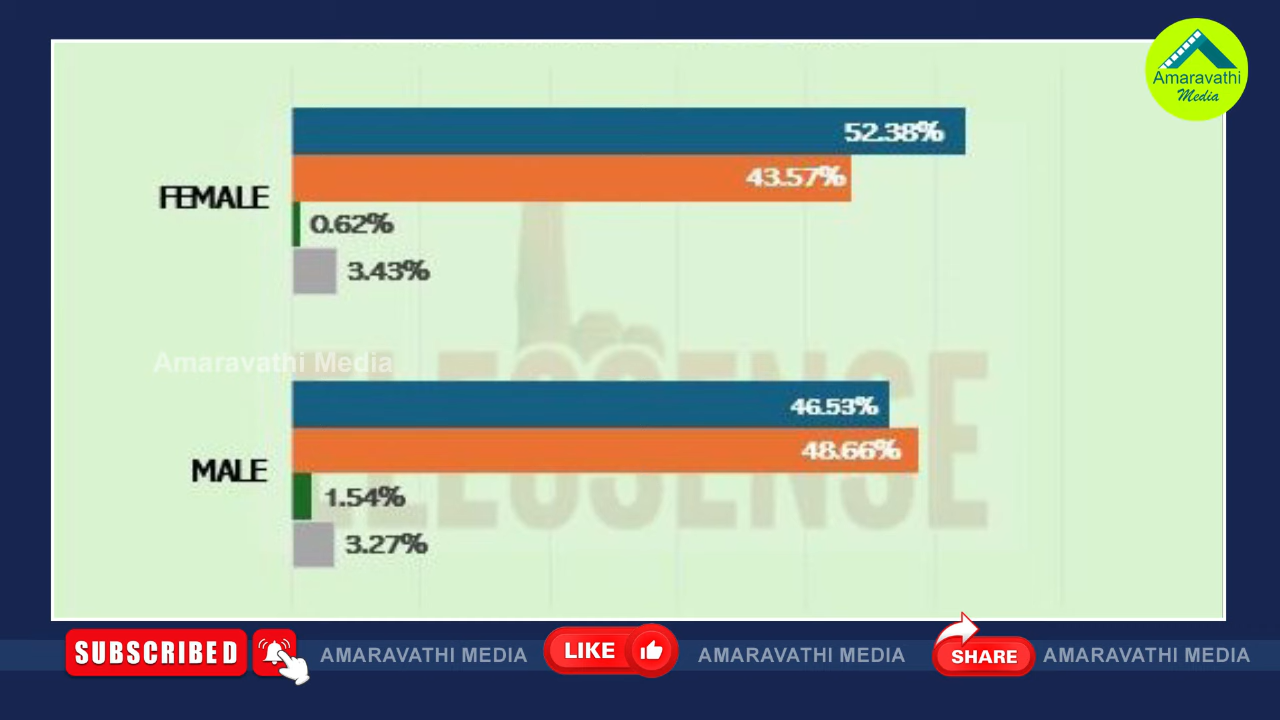 Amaravathi
Media
52.38%
43.57%
FEMALE
0.62%
3.43%
Amaravathi Media
46.53%
48.66%
MALE
1.54%
3.27%
SUBSCRIBED
AMARAVATHI MEDIA
LIKE
AMARAVATHI MEDIA
SHARE
AMARAVATHI MEDIA